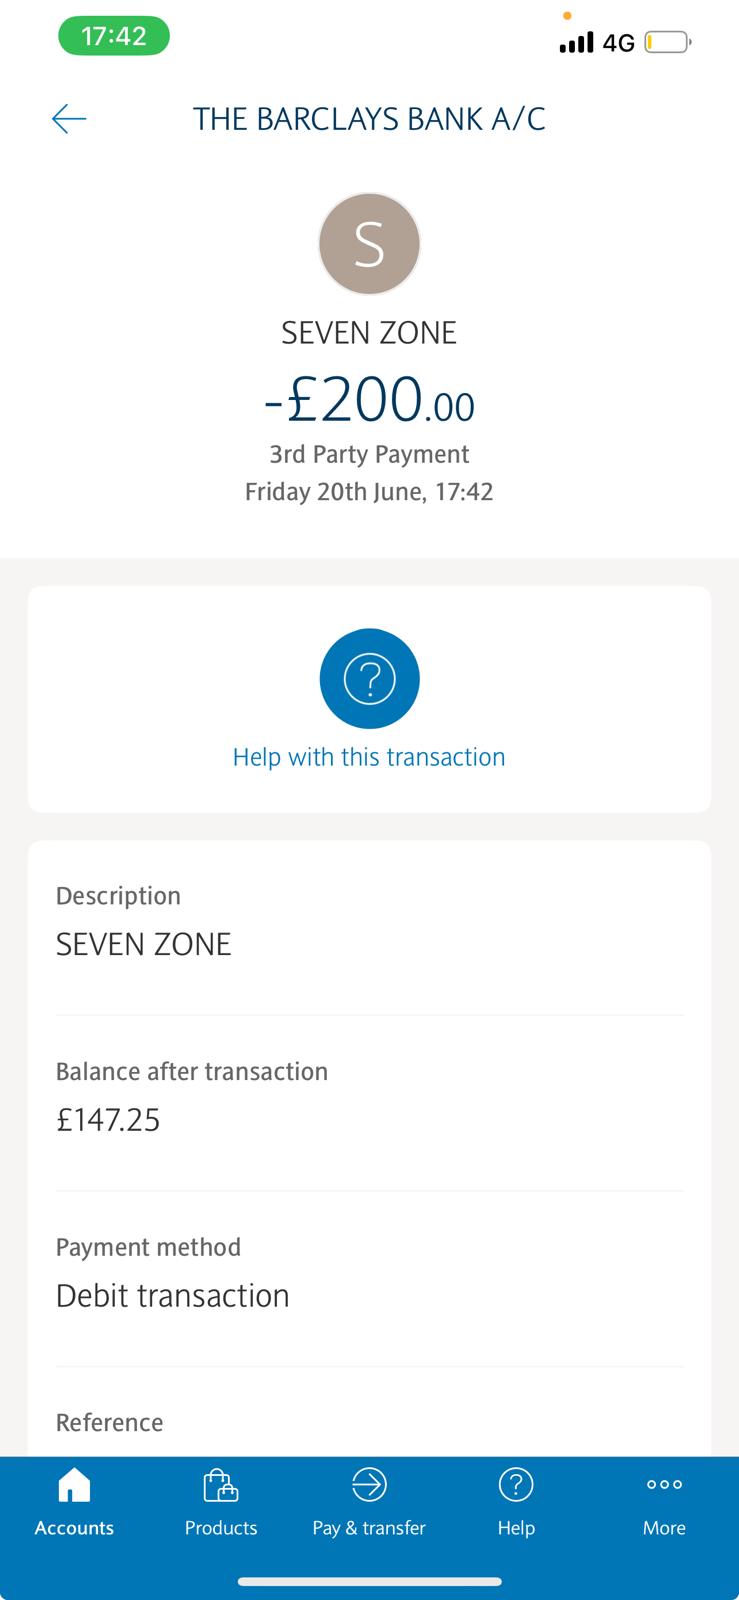 17:42
4G
THE BARCLAYS BANK A/C
S
SEVEN ZONE
-£200.00
3rd Party Payment
Friday 20th June, 17:42
?
Help with this transaction
Description
SEVEN ZONE
Balance after transaction
£147.25
Payment method
Debit transaction
Reference
?
Accounts Products Pay & transfer Help More